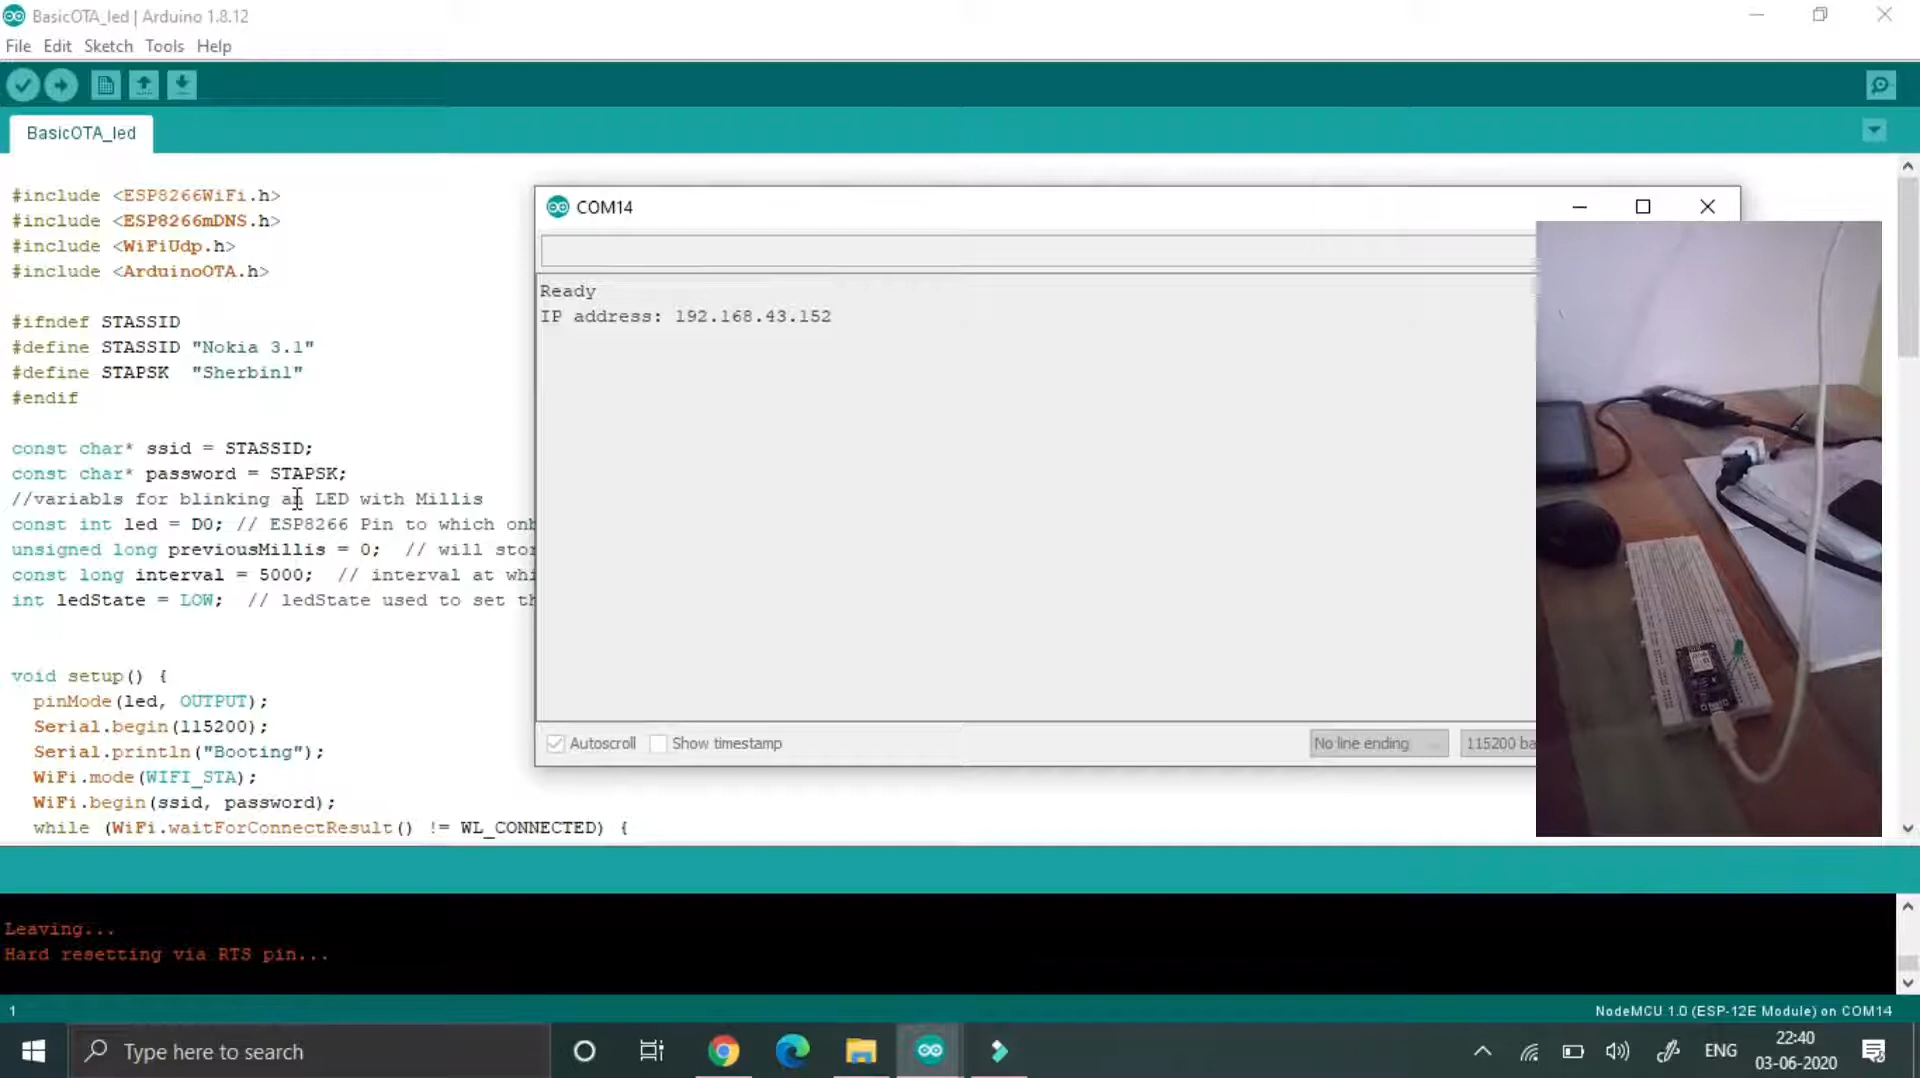 BasicOTA_led | Arduino 1.8.12
File Edit Sketch Tools Help
BasicOTA_led
#include <ESP8266WiFi.h>
#include <ESP8266mDNS.h>
#include <WiFiUdp.h>
#include <ArduinoOTA.h>
#ifndef STASSID
#define STASSID "Nokia 3.1"
#define STAPSK "Sherbin1"
#endif
const char* ssid = STASSID;
const char* password = STAPSK;
//variabls for blinking an LED with Millis
const int led = D0; // ESP8266 Pin to which onb
unsigned long previousMillis = 0; // will stor
const long interval = 5000; // interval at whi
int ledState = LOW; // ledState used to set th
void setup() {
pinMode(led, OUTPUT);
Serial.begin(115200);
Serial.println("Booting");
WiFi.mode(WIFI_STA);
WiFi.begin(ssid, password);
while (WiFi.waitForConnectResult() != WL_CONNECTED) {
COM14
Ready
IP address: 192.168.43.152
Autoscroll Show timestamp No line ending 115200 ba
Leaving...
Hard resetting via RTS pin...
1 NodeMCU 1.0 (ESP-12E Module) on COM14
Type here to search
ENG
22:40
03-06-2020